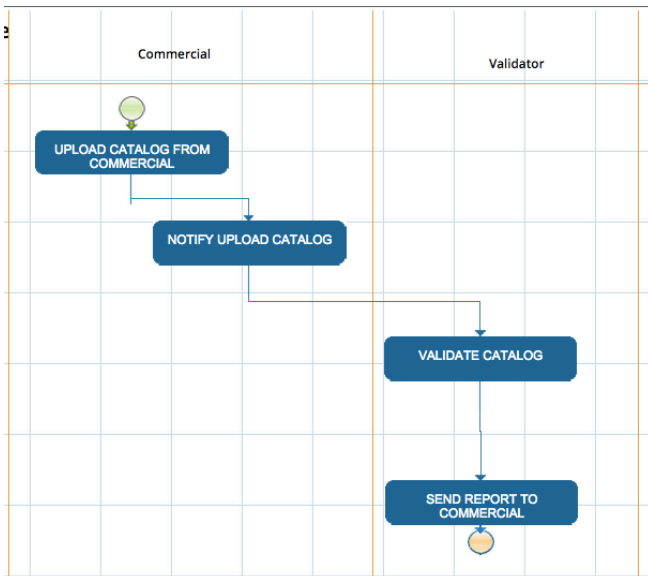 Commercial
Validator
UPLOAD CATALOG FROM
COMMERCIAL
NOTIFY UPLOAD CATALOG
VALIDATE CATALOG
SEND REPORT TO
COMMERCIAL